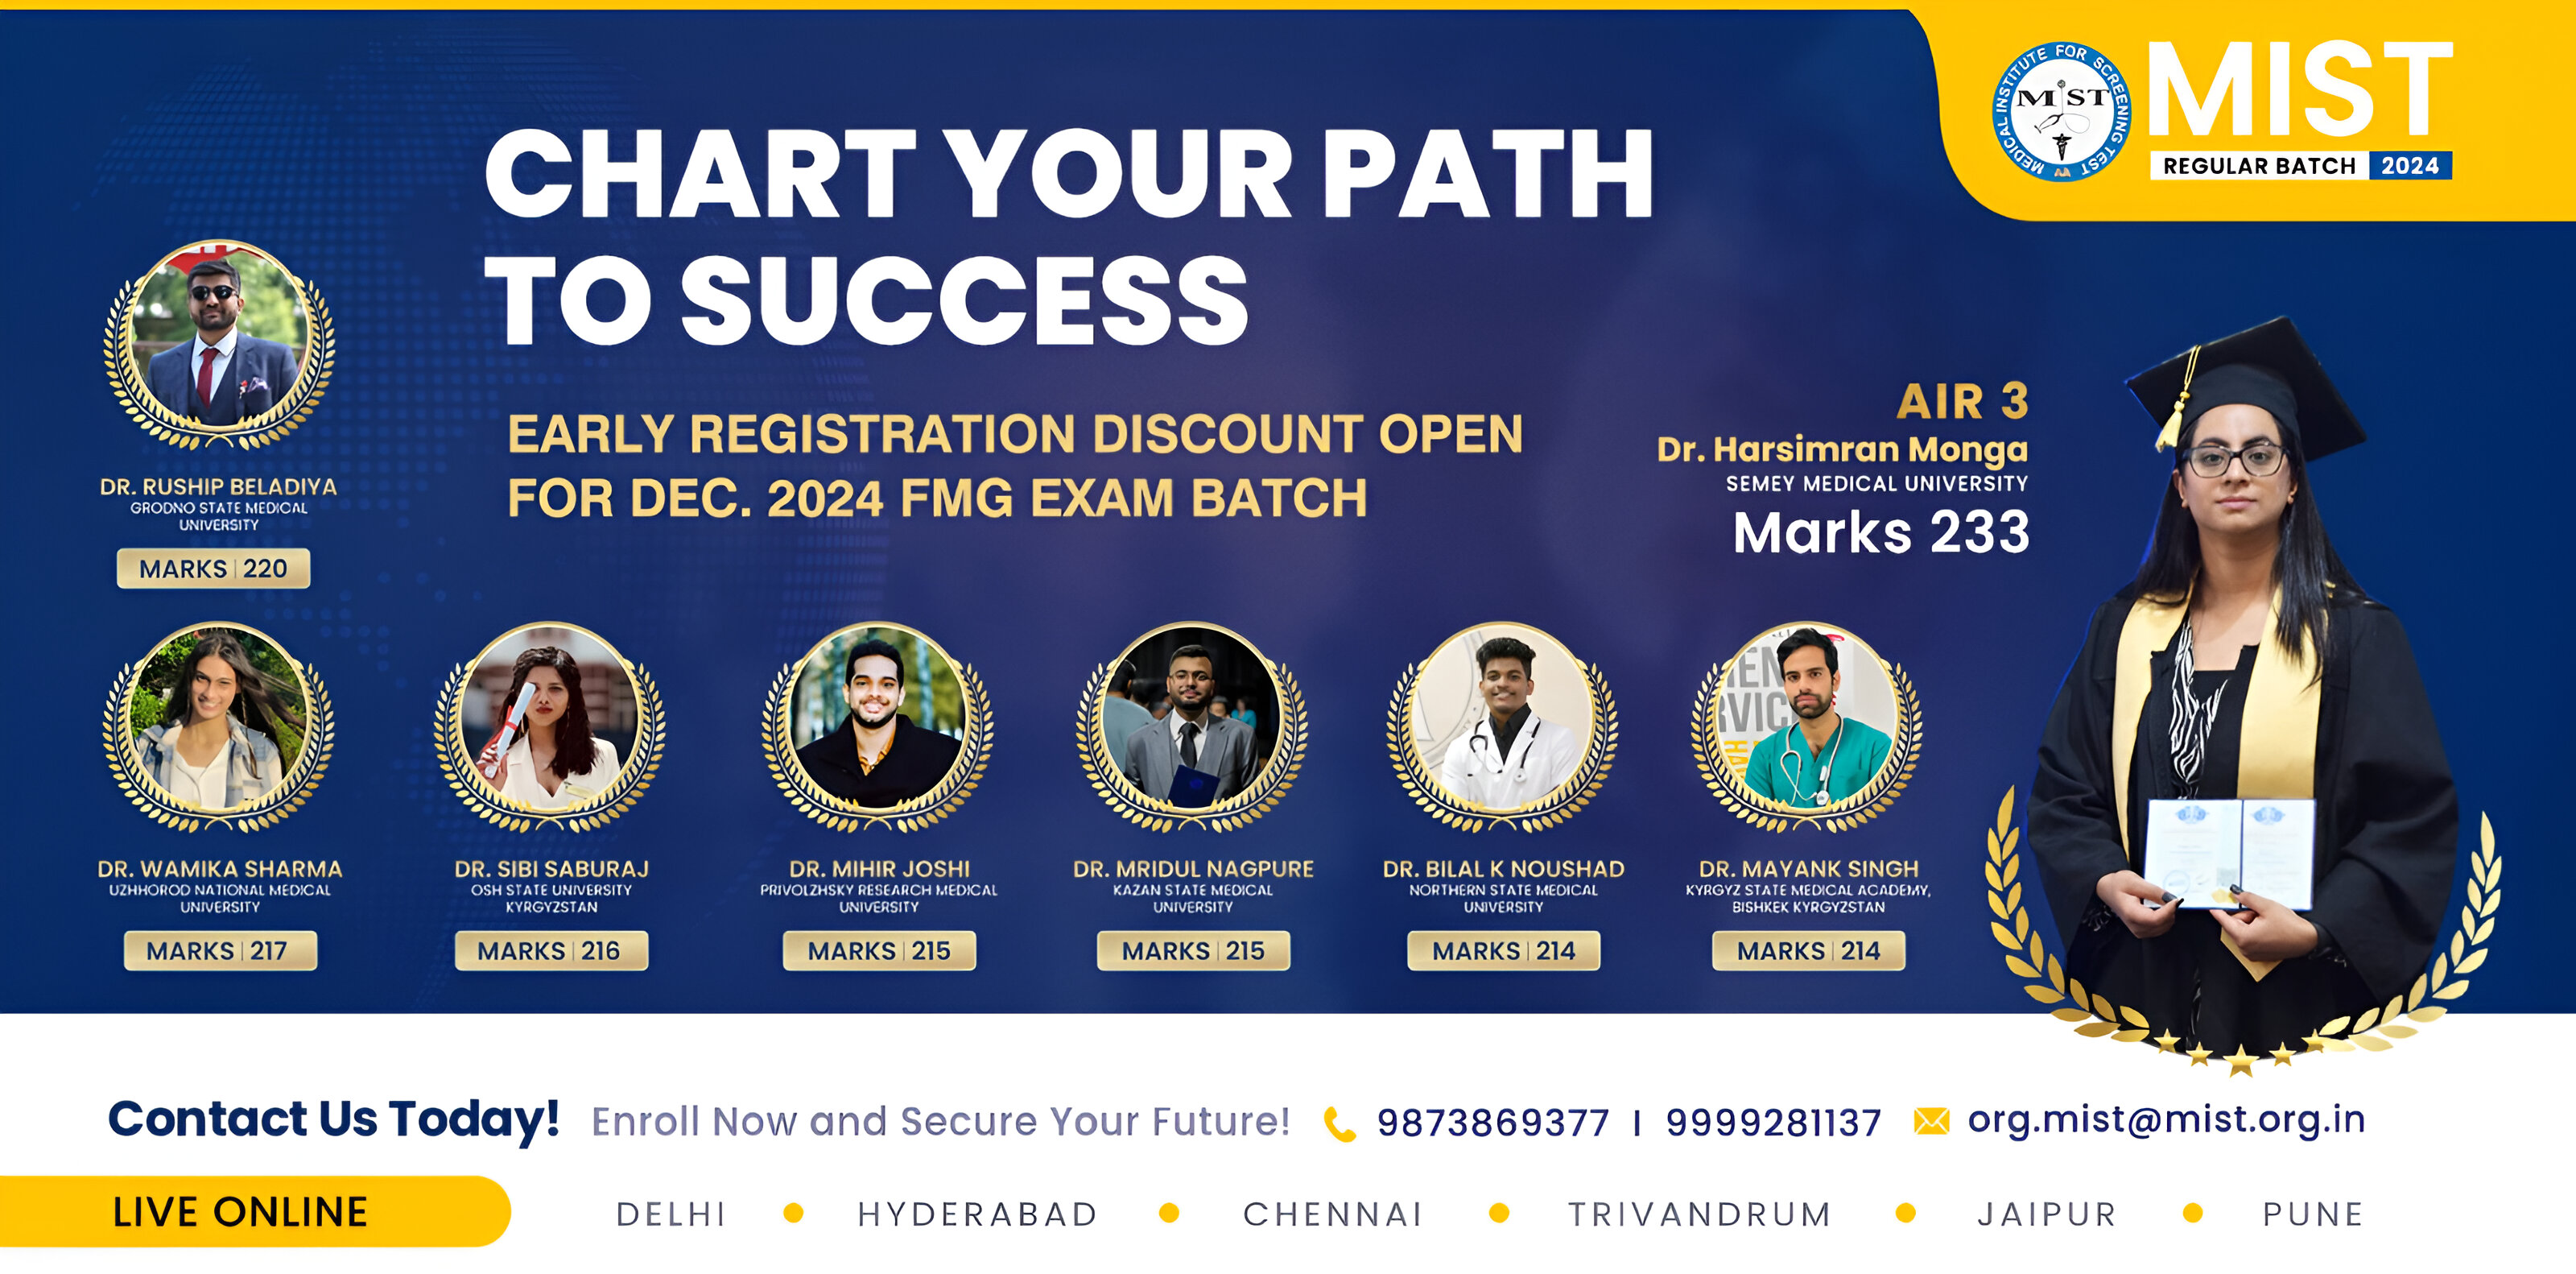 MEDICAL INSTITUTE FOR SCREENING TEST
MIST
MIST
REGULAR BATCH 2024
CHART YOUR PATH
TO SUCCESS
EARLY REGISTRATION DISCOUNT OPEN
FOR DEC. 2024 FMG EXAM BATCH
AIR 3
Dr. Harsimran Monga
SEMEY MEDICAL UNIVERSITY
Marks 233
DR. RUSHIP BELADIYA
GRODNO STATE MEDICAL
UNIVERSITY
MARKS | 220
DR. WAMIKA SHARMA
UZHHOROD NATIONAL MEDICAL
UNIVERSITY
MARKS | 217
DR. SIBI SABURAJ
OSH STATE UNIVERSITY
KYRGYZSTAN
MARKS | 216
DR. MIHIR JOSHI
PRIVOLZHSKY RESEARCH MEDICAL
UNIVERSITY
MARKS | 215
DR. MRIDUL NAGPURE
KAZAN STATE MEDICAL
UNIVERSITY
MARKS | 215
DR. BILAL K NOUSHAD
NORTHERN STATE MEDICAL
UNIVERSITY
MARKS | 214
DR. MAYANK SINGH
KYRGYZ STATE MEDICAL ACADEMY,
BISHKEK KYRGYZSTAN
MARKS | 214
Contact Us Today! Enroll Now and Secure Your Future! 9873869377 | 9999281137 org.mist@mist.org.in
LIVE ONLINE DELHI • HYDERABAD • CHENNAI • TRIVANDRUM • JAIPUR • PUNE